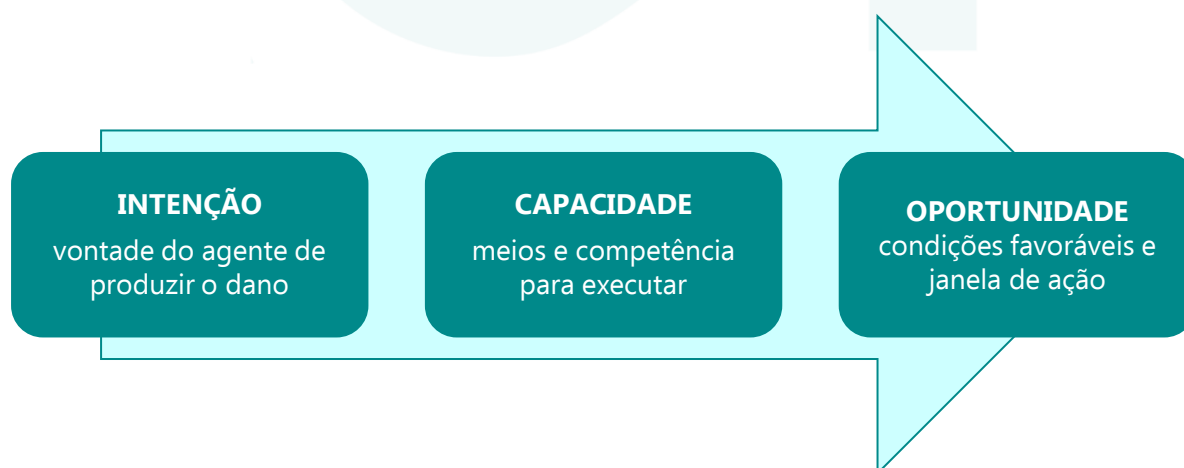 INTENÇÃO
vontade do agente de
produzir o dano
CAPACIDADE
meios e competência
para executar
OPORTUNIDADE
condições favoráveis e
janela de ação